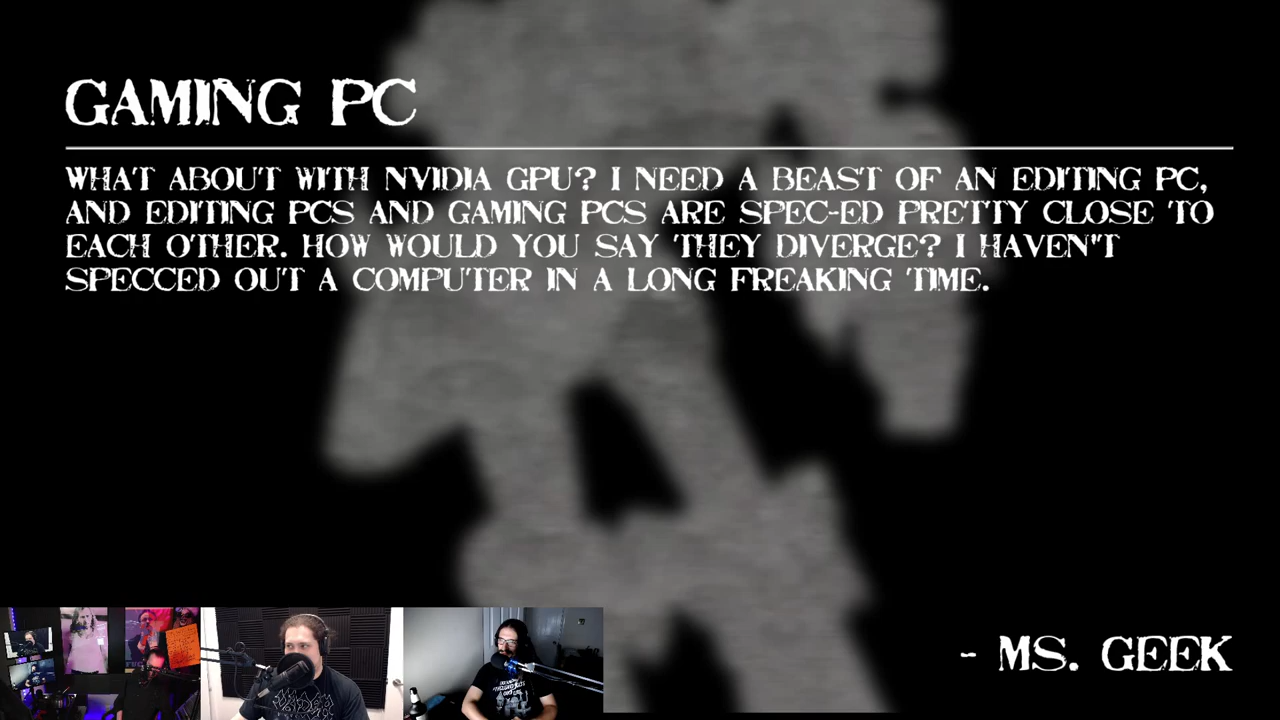 GAMING PC
WHAT ABOUT WITH NVIDIA GPU? I NEED A BEAST OF AN EDITING PC,
AND EDITING PCS AND GAMING PCS ARE SPEC-ED PRETTY CLOSE TO
EACH OTHER. HOW WOULD YOU SAY THEY DIVERGE? I HAVEN'T
SPECCED OUT A COMPUTER IN A LONG FREAKING TIME.
- MS. GEEK